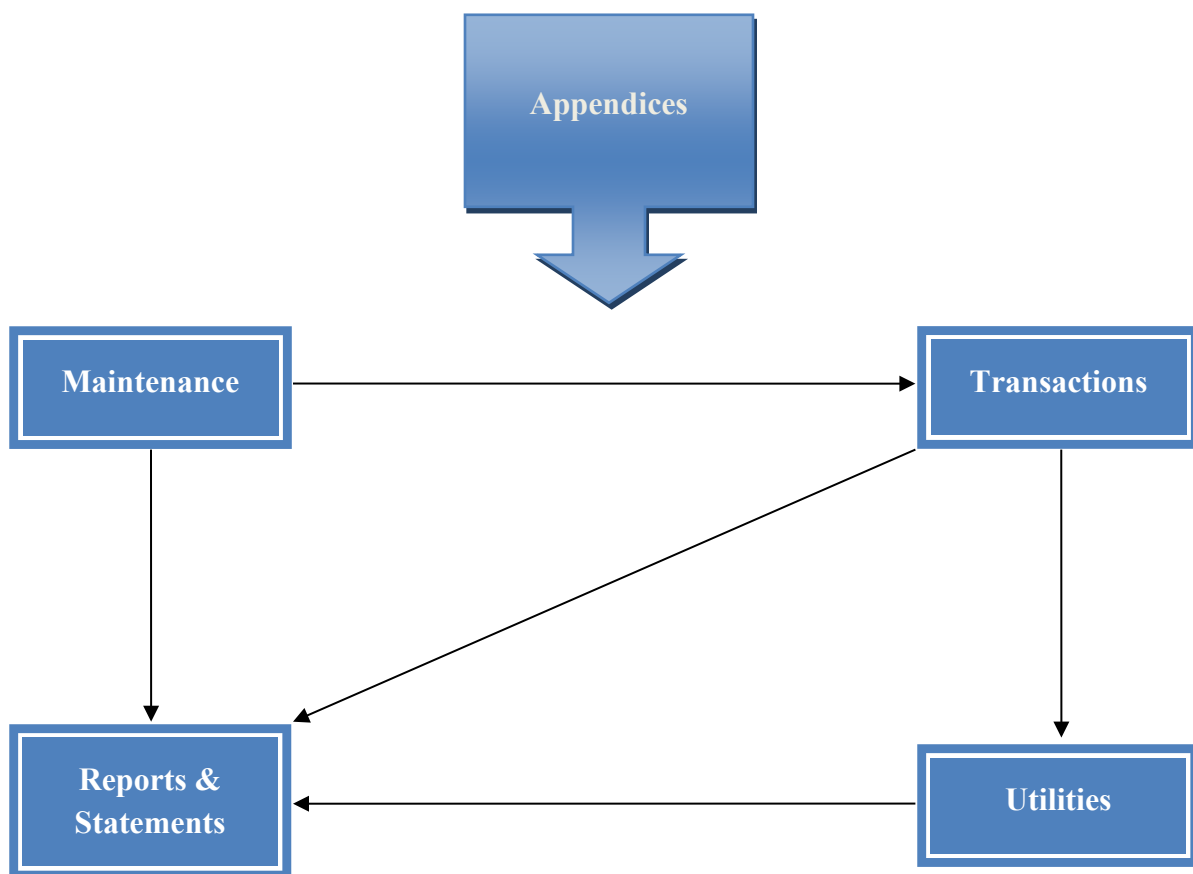 Appendices
Maintenance
Transactions
Reports &
Statements
Utilities